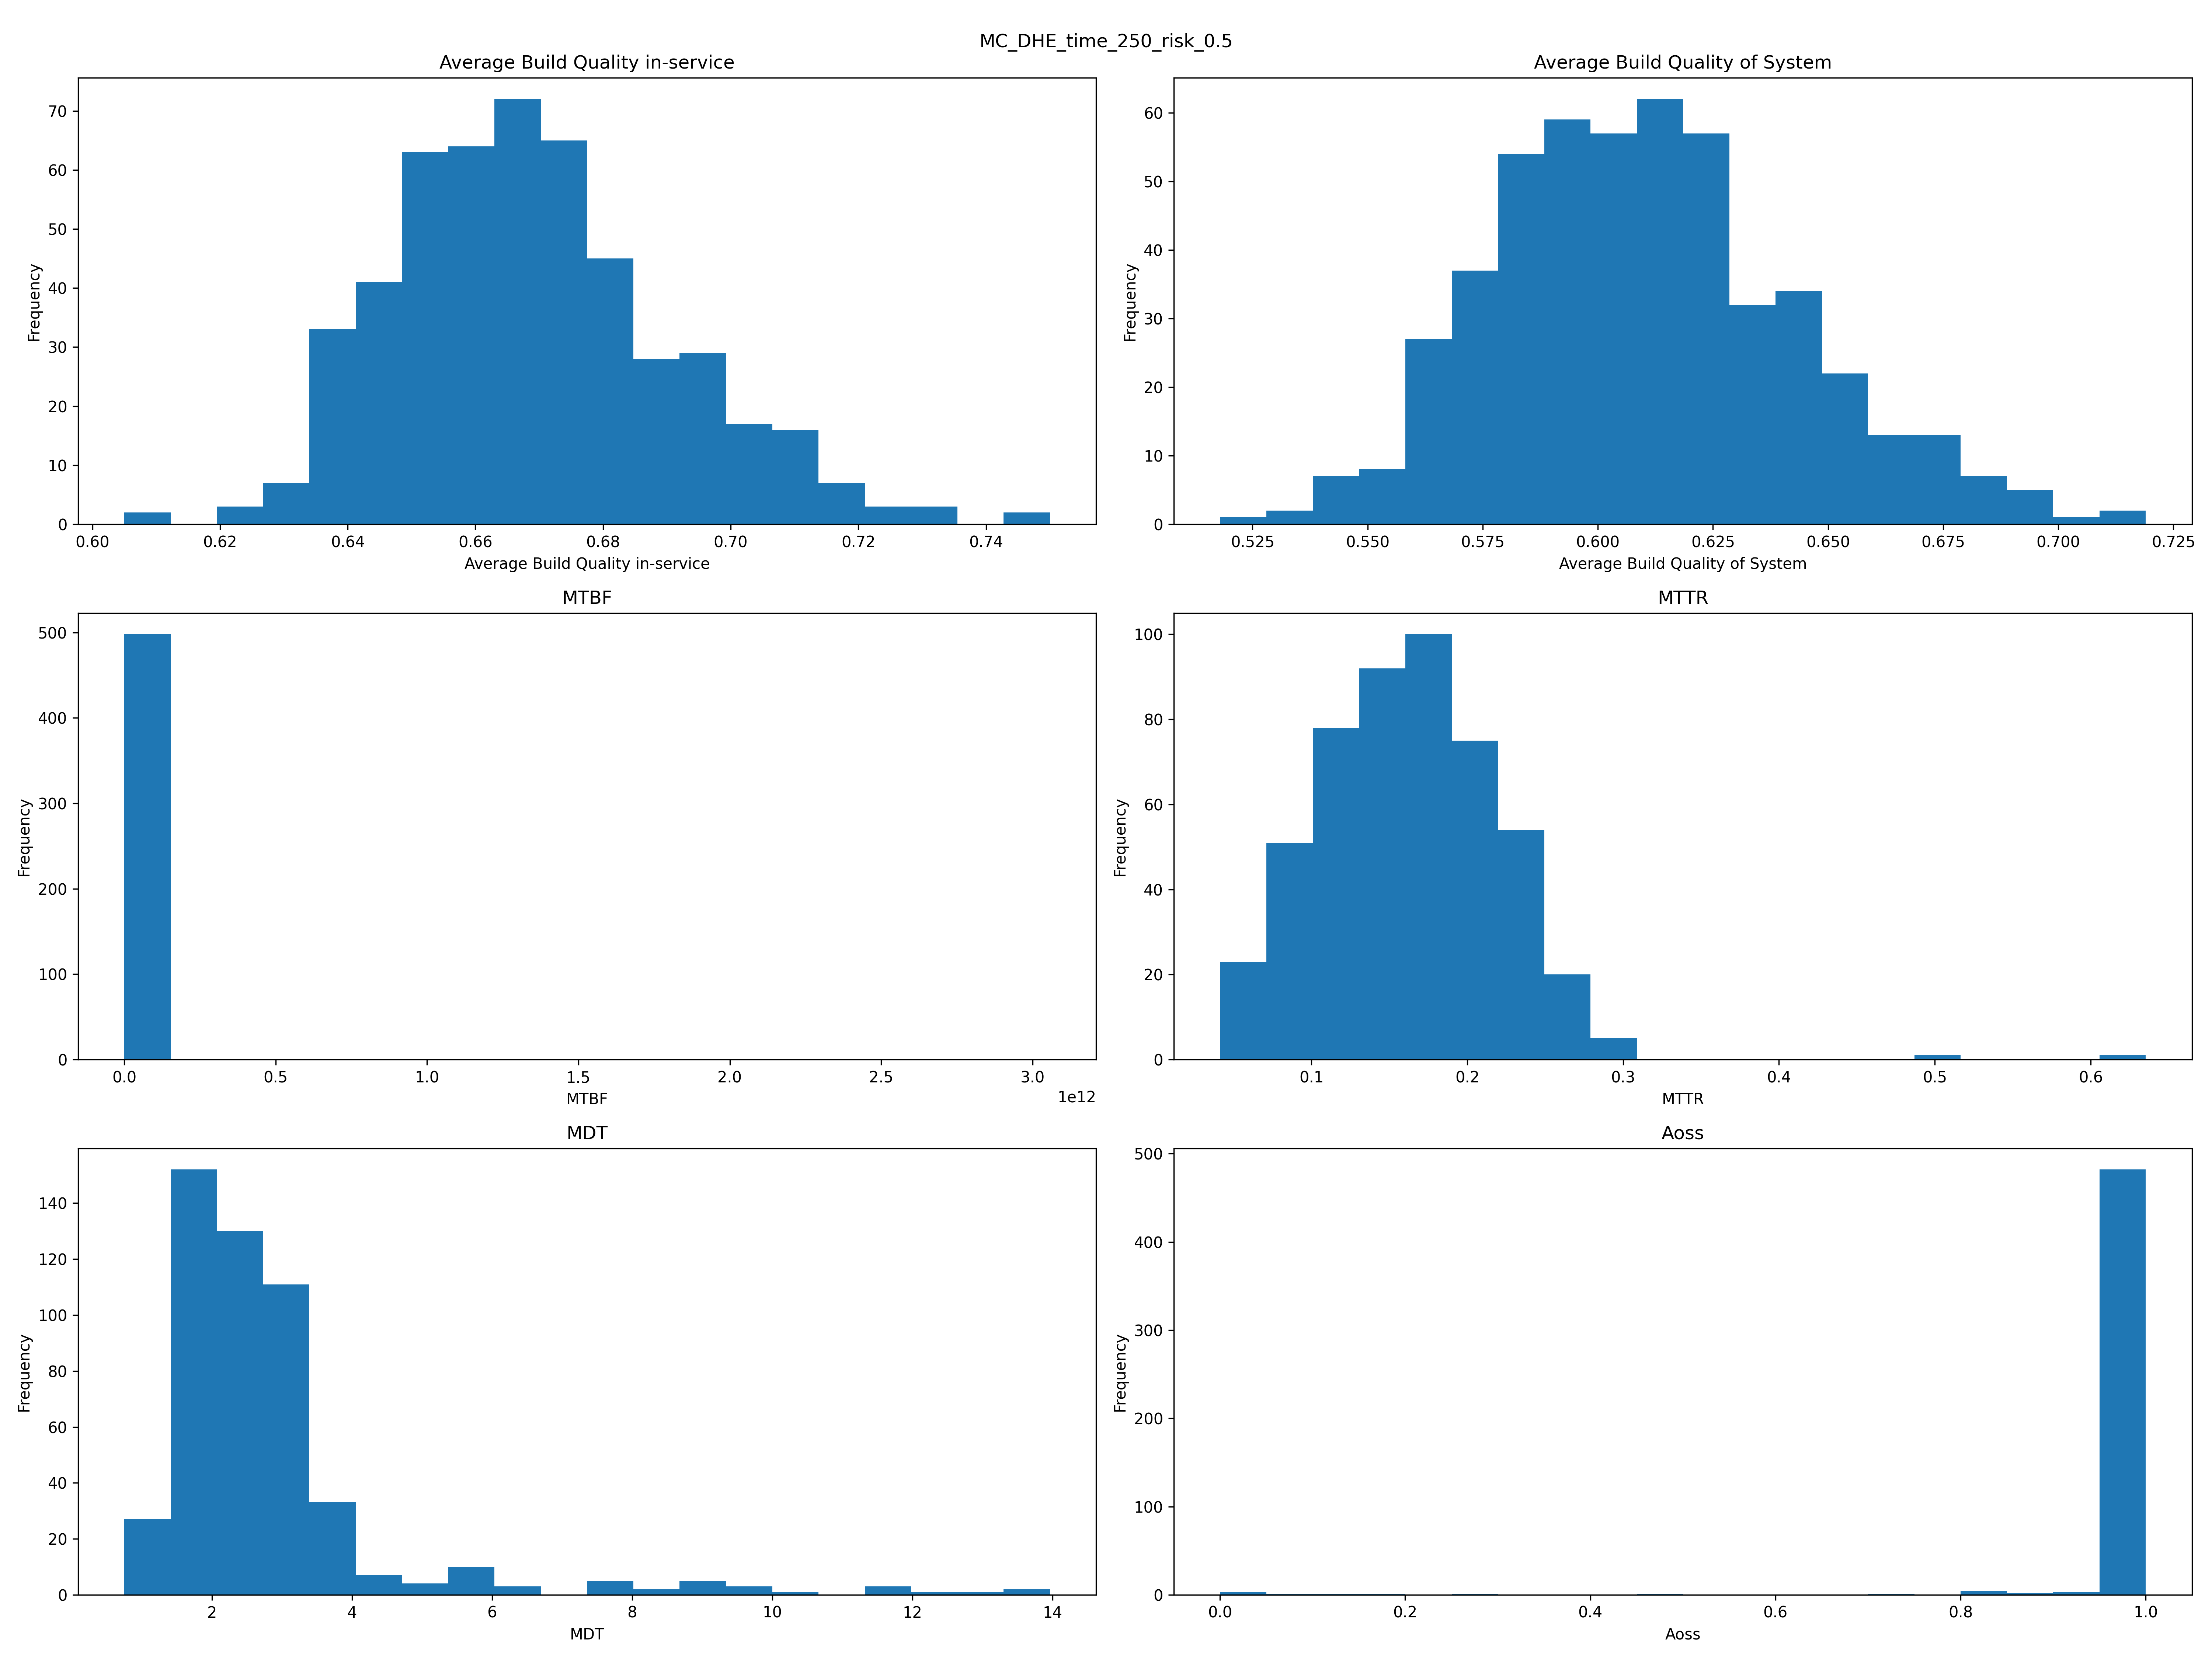 MC_DHE_time_250_risk_0.5
Average Build Quality in-service
Frequency
70
60
50
40
30
20
10
0
0.60 0.62 0.64 0.66 0.68 0.70 0.72 0.74
Average Build Quality in-service
Average Build Quality of System
Frequency
60
50
40
30
20
10
0
0.525 0.550 0.575 0.600 0.625 0.650 0.675 0.700 0.725
Average Build Quality of System
MTBF
Frequency
500
400
300
200
100
0
0.0 0.5 1.0 1.5 2.0 2.5 3.0
1e12
MTBF
MTTR
Frequency
100
80
60
40
20
0
0.1 0.2 0.3 0.4 0.5 0.6
MTTR
MDT
Frequency
140
120
100
80
60
40
20
0
2 4 6 8 10 12 14
MDT
Aoss
Frequency
500
400
300
200
100
0
0.0 0.2 0.4 0.6 0.8 1.0
Aoss